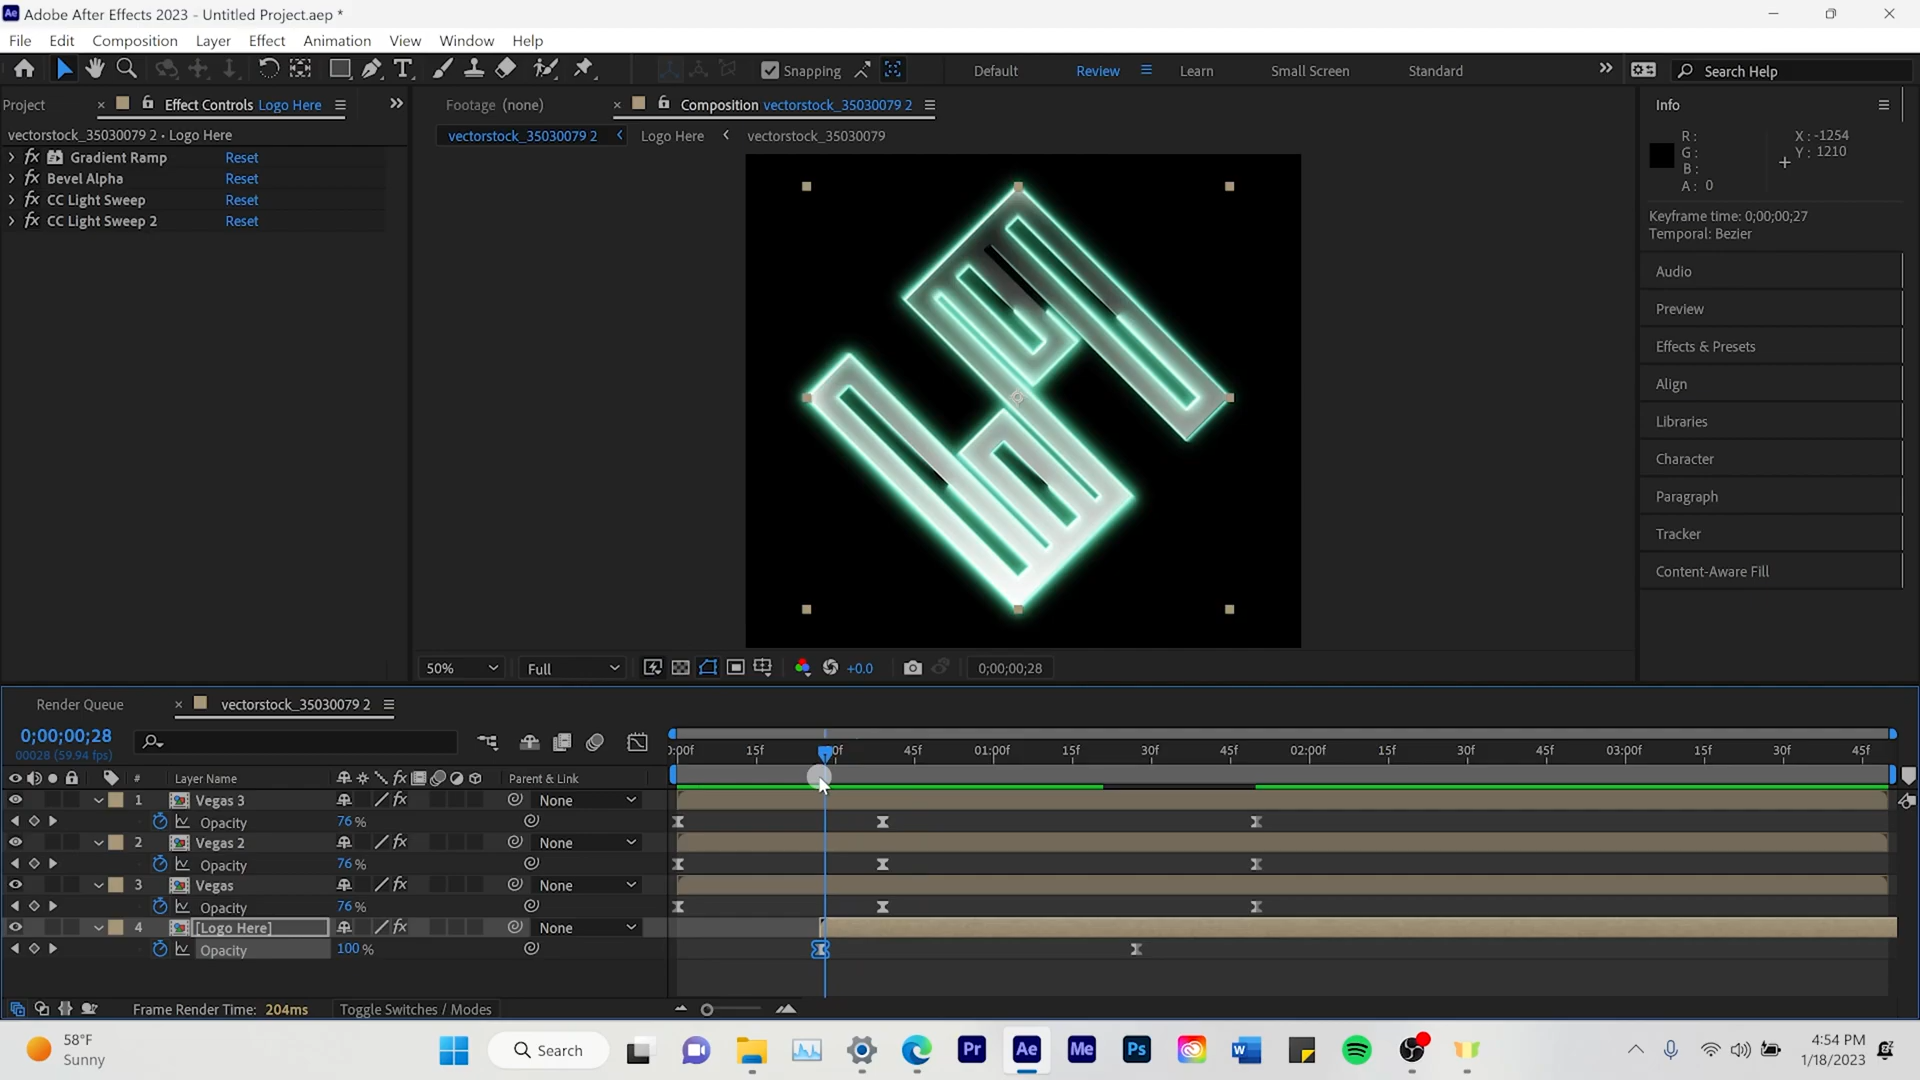 Adobe After Effects 2023 - Untitled Project.aep *
File Edit Composition Layer Effect Animation View Window Help
Snapping Default Review Learn Small Screen Standard Search Help
Project Effect Controls Logo Here
vectorstock_35030079 2 • Logo Here
Gradient Ramp Reset
Bevel Alpha Reset
CC Light Sweep Reset
CC Light Sweep 2 Reset
Footage (none) Composition vectorstock_35030079 2
vectorstock_35030079 2 Logo Here vectorstock_35030079
50% Full +0.0 0;00;00;28
Info
R: X: -1254
G: Y: 1210
B:
A: 0
Keyframe time: 0;00;00;27
Temporal: Bezier
Audio
Preview
Effects & Presets
Align
Libraries
Character
Paragraph
Tracker
Content-Aware Fill
Render Queue vectorstock_35030079 2
0;00;00;28
00028 (59.94 fps)
):00f 15f 0f 45f 01:00f 15f 30f 45f 02:00f 15f 30f 45f 03:00f 15f 30f 45f
# Layer Name Parent & Link
1 Vegas 3 None
Opacity 76 %
2 Vegas 2 None
Opacity 76 %
3 Vegas None
Opacity 76 %
4 [Logo Here] None
Opacity 100 %
Frame Render Time: 204ms Toggle Switches / Modes
58°F
Sunny
Search
Pr Ae Me Ps
4:54 PM
1/18/2023